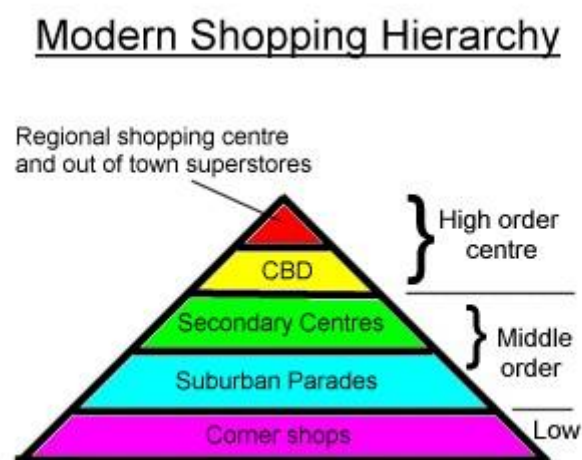 Modern Shopping Hierarchy
Regional shopping centre
and out of town superstores
High order
centre
CBD
Secondary Centres
Middle
order
Suburban Parades
Low
Corner shops